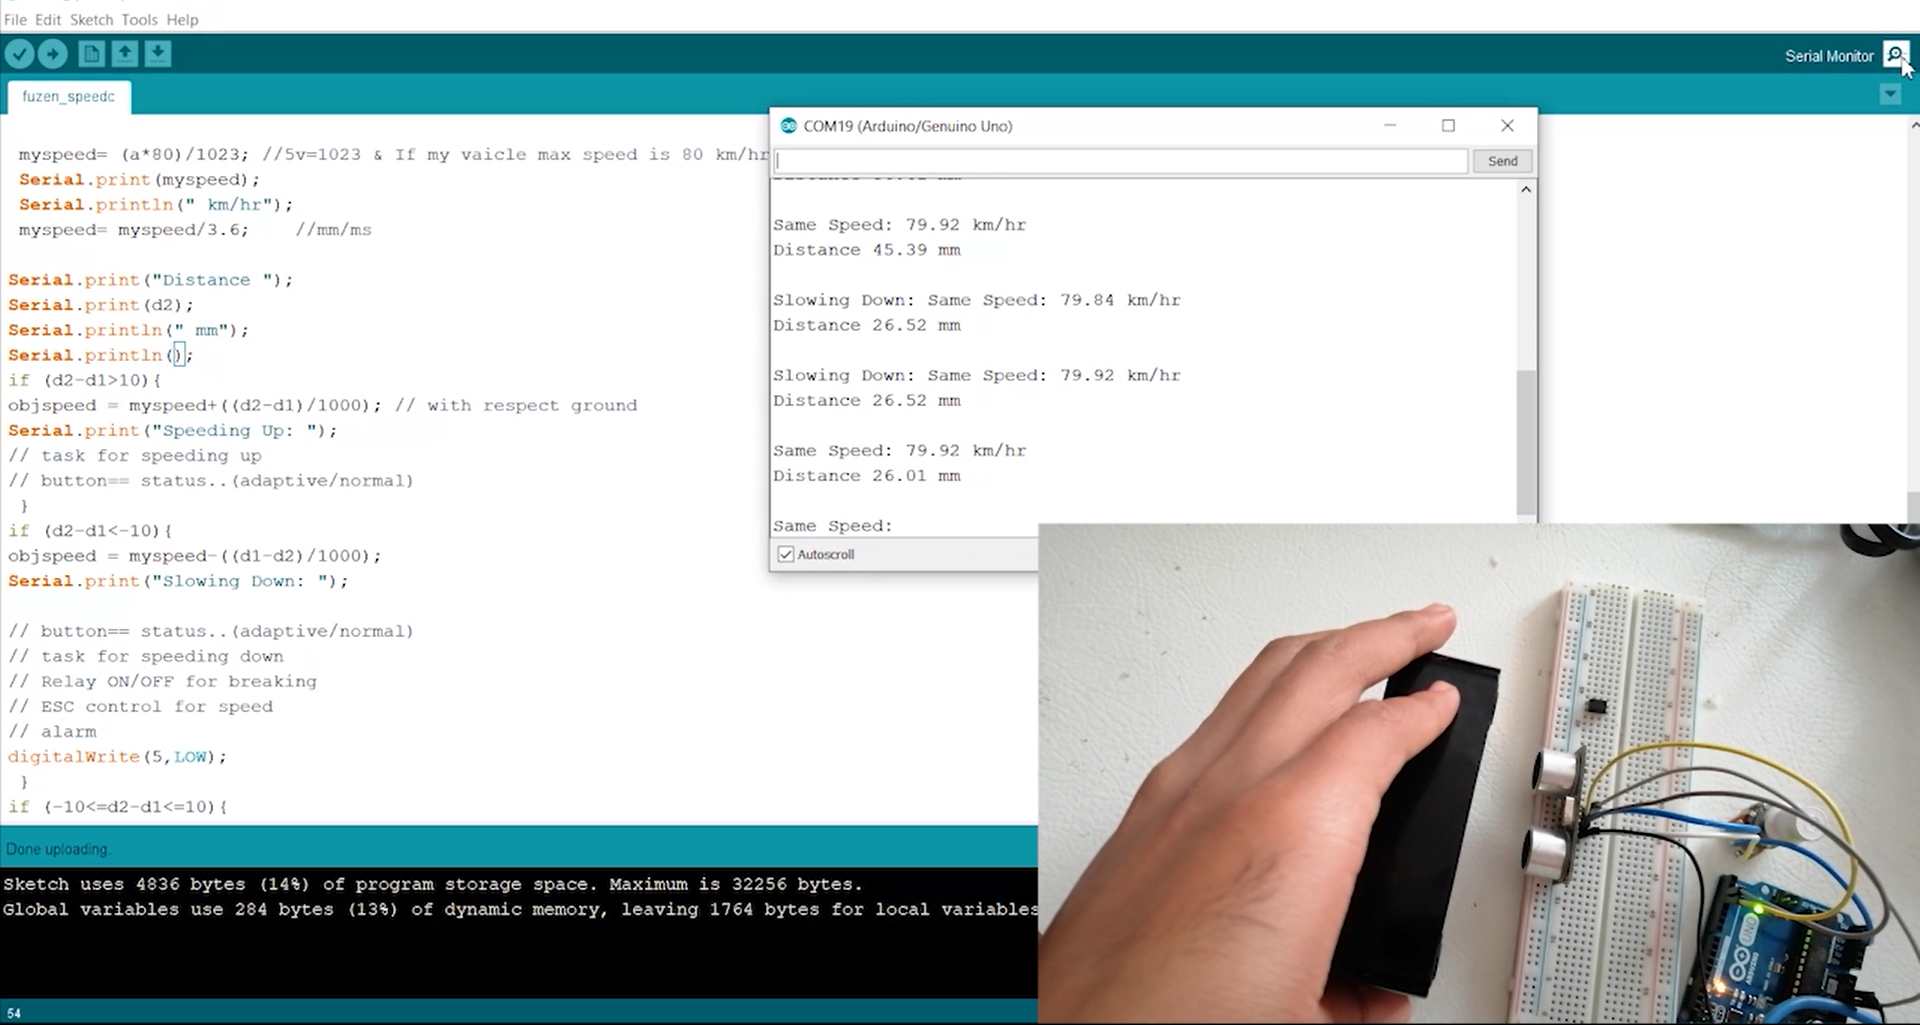 File Edit Sketch Tools Help
Serial Monitor
fuzen_speedc
myspeed= (a*80)/1023; //5v=1023 & If my vaicle max speed is 80 km/hr
Serial.print(myspeed);
Serial.println(" km/hr");
myspeed= myspeed/3.6;    //mm/ms
Serial.print("Distance ");
Serial.print(d2);
Serial.println(" mm");
Serial.println();
if (d2-d1>10){
objspeed = myspeed+((d2-d1)/1000); // with respect ground
Serial.print("Speeding Up: ");
// task for speeding up
// button== status..(adaptive/normal)
}
if (d2-d1<-10){
objspeed = myspeed-((d1-d2)/1000);
Serial.print("Slowing Down: ");
// button== status..(adaptive/normal)
// task for speeding down
// Relay ON/OFF for breaking
// ESC control for speed
// alarm
digitalWrite(5,LOW);
}
if (-10<=d2-d1<=10){
COM19 (Arduino/Genuino Uno)
Send
Same Speed: 79.92 km/hr
Distance 45.39 mm
Slowing Down: Same Speed: 79.84 km/hr
Distance 26.52 mm
Slowing Down: Same Speed: 79.92 km/hr
Distance 26.52 mm
Same Speed: 79.92 km/hr
Distance 26.01 mm
Same Speed:
Autoscroll
Done uploading.
Sketch uses 4836 bytes (14%) of program storage space. Maximum is 32256 bytes.
Global variables use 284 bytes (13%) of dynamic memory, leaving 1764 bytes for local variables
54
UNO
ARDUINO